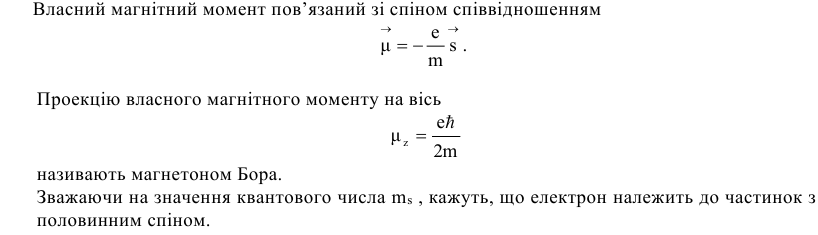 Власний магнітний момент пов’язаний зі спіном співвідношенням
$\vec{\mu} = -\frac{e}{m}\vec{s}$ .
Проекцію власного магнітного моменту на вісь
$\mu_z = \frac{e\hbar}{2m}$
називають магнетоном Бора.
Зважаючи на значення квантового числа mₛ , кажуть, що електрон належить до частинок з
половинним спіном.